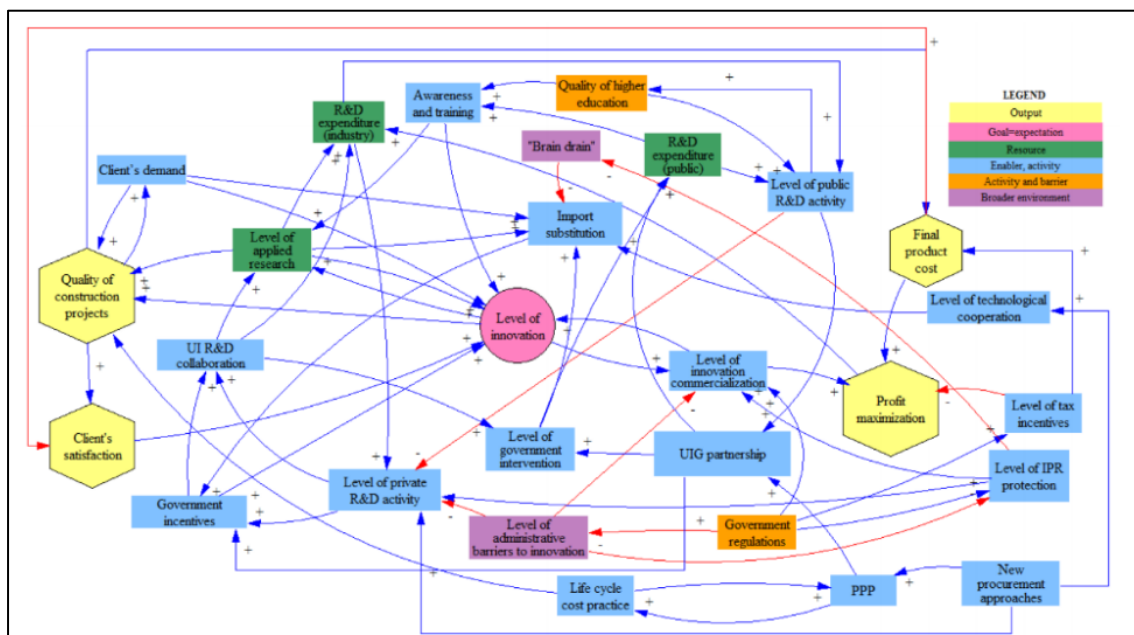 LEGEND
Output
Goal=expectation
Resource
Enabler, activity
Activity and barrier
Broader environment
Quality of higher
education
Awareness and
training
R&D
expenditure
(industry)
"Brain drain"
R&D
expenditure
(public)
Client`s demand
Level of public
R&D activity
Import
substitution
Level of
applied
research
Final
product
cost
Quality of
construction
projects
Level of technological
cooperation
Level of
innovation
UI R&D
collaboration
Level of
innovation
commercialization
Profit
maximization
Level of tax
incentives
Client's
satisfaction
Level of
government
intervention
UIG partnership
Level of IPR
protection
Level of private
R&D activity
Government
incentives
Level of
administrative
barriers to innovation
Government
regulations
Life cycle
cost practice
PPP
New
procurement
approaches